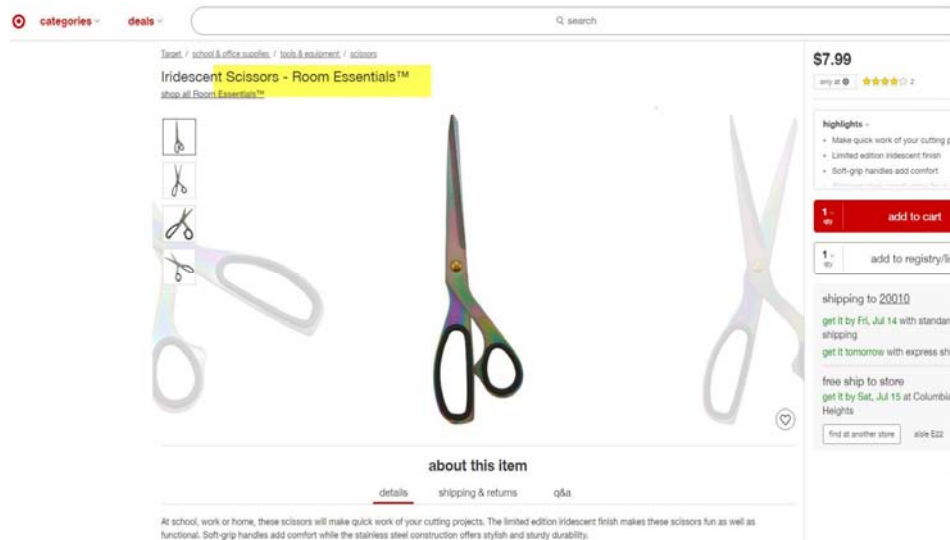 categories
deals
search
Target / school & office supplies / tools & equipment / scissors
Iridescent Scissors - Room Essentials™
shop all Room Essentials™
$7.99
only at
2
highlights
Make quick work of your cutting p
Limited edition iridescent finish
Soft-grip handles add comfort
1
qty
add to cart
1
qty
add to registry/li
shipping to 20010
get it by Fri, Jul 14 with standar
shipping
get it tomorrow with express sh
free ship to store
get it by Sat, Jul 15 at Columbia
Heights
find at another store
aisle E22
about this item
details
shipping & returns
q&a
At school, work or home, these scissors will make quick work of your cutting projects. The limited edition iridescent finish makes these scissors fun as well as
functional. Soft-grip handles add comfort while the stainless steel construction offers stylish and sturdy durability.